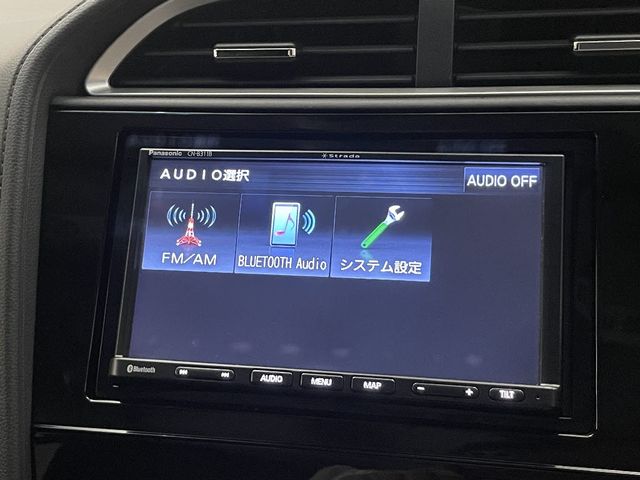 Panasonic CN-B311B
Strada
AUDIO選択
AUDIO OFF
FM/AM
BLUETOOTH Audio
システム設定
Bluetooth
AUDIO
MENU
MAP
− +
TILT